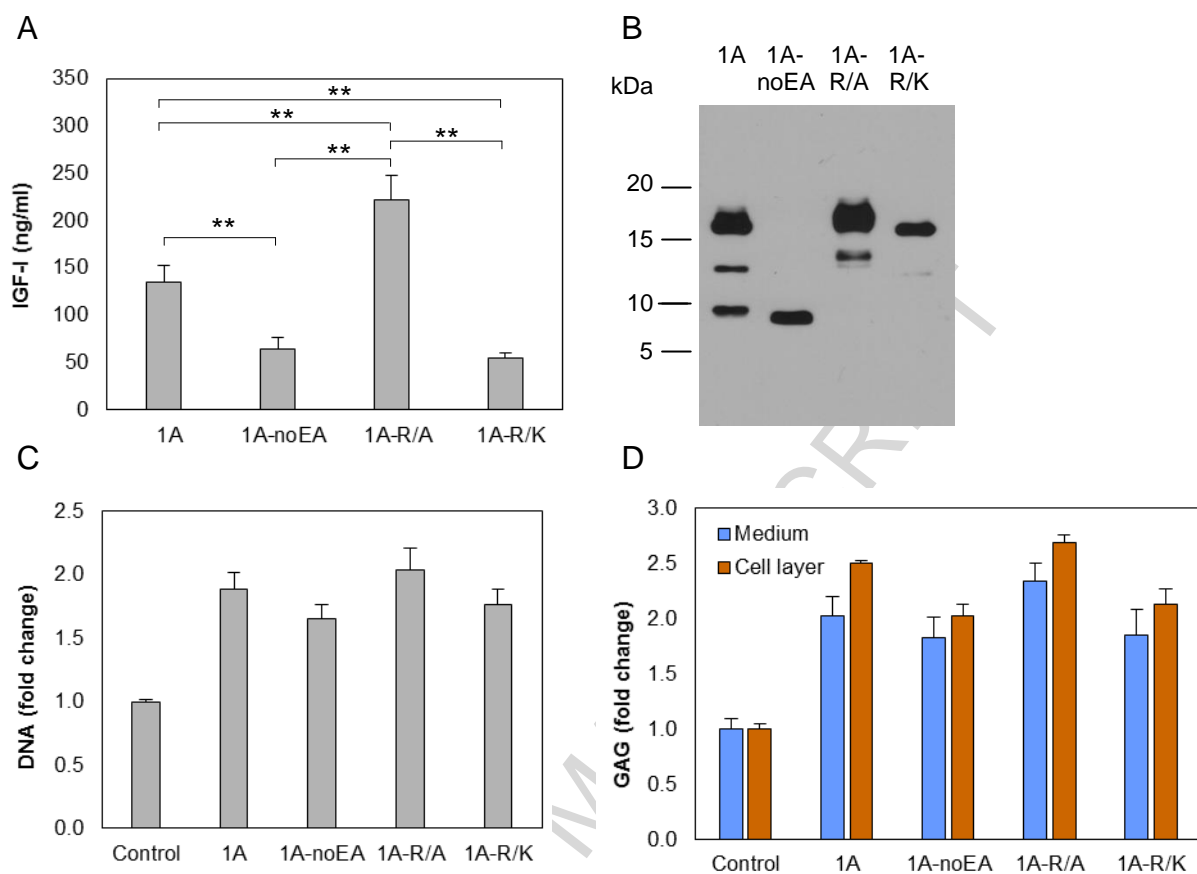 A
350
300
250
200
150
100
50
0
IGF-I (ng/ml)
**
**
**
**
**
1A
1A-noEA
1A-R/A
1A-R/K
B
kDa
1A
1A-
noEA
1A-
R/A
1A-
R/K
20
15
10
5
C
2.5
2.0
1.5
1.0
0.5
0.0
DNA (fold change)
Control
1A
1A-noEA
1A-R/A
1A-R/K
D
3.0
2.5
2.0
1.5
1.0
0.5
0.0
GAG (fold change)
Medium
Cell layer
Control
1A
1A-noEA
1A-R/A
1A-R/K